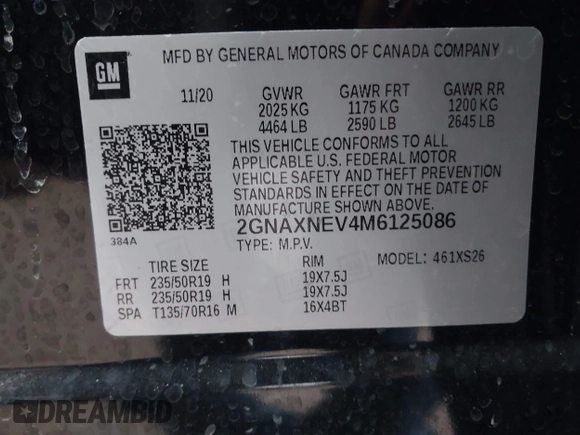 GM
MFD BY GENERAL MOTORS OF CANADA COMPANY
11/20 GVWR GAWR FRT GAWR RR
2025 KG 1175 KG 1200 KG
4464 LB 2590 LB 2645 LB
THIS VEHICLE CONFORMS TO ALL
APPLICABLE U.S. FEDERAL MOTOR
VEHICLE SAFETY AND THEFT PREVENTION
STANDARDS IN EFFECT ON THE DATE OF
MANUFACTURE SHOWN ABOVE.
384A
2GNAXNEV4M6125086
TYPE: M.P.V. MODEL: 461XS26
TIRE SIZE RIM
FRT 235/50R19 H 19X7.5J
RR 235/50R19 H 19X7.5J
SPA T135/70R16 M 16X4BT
DREAMBID